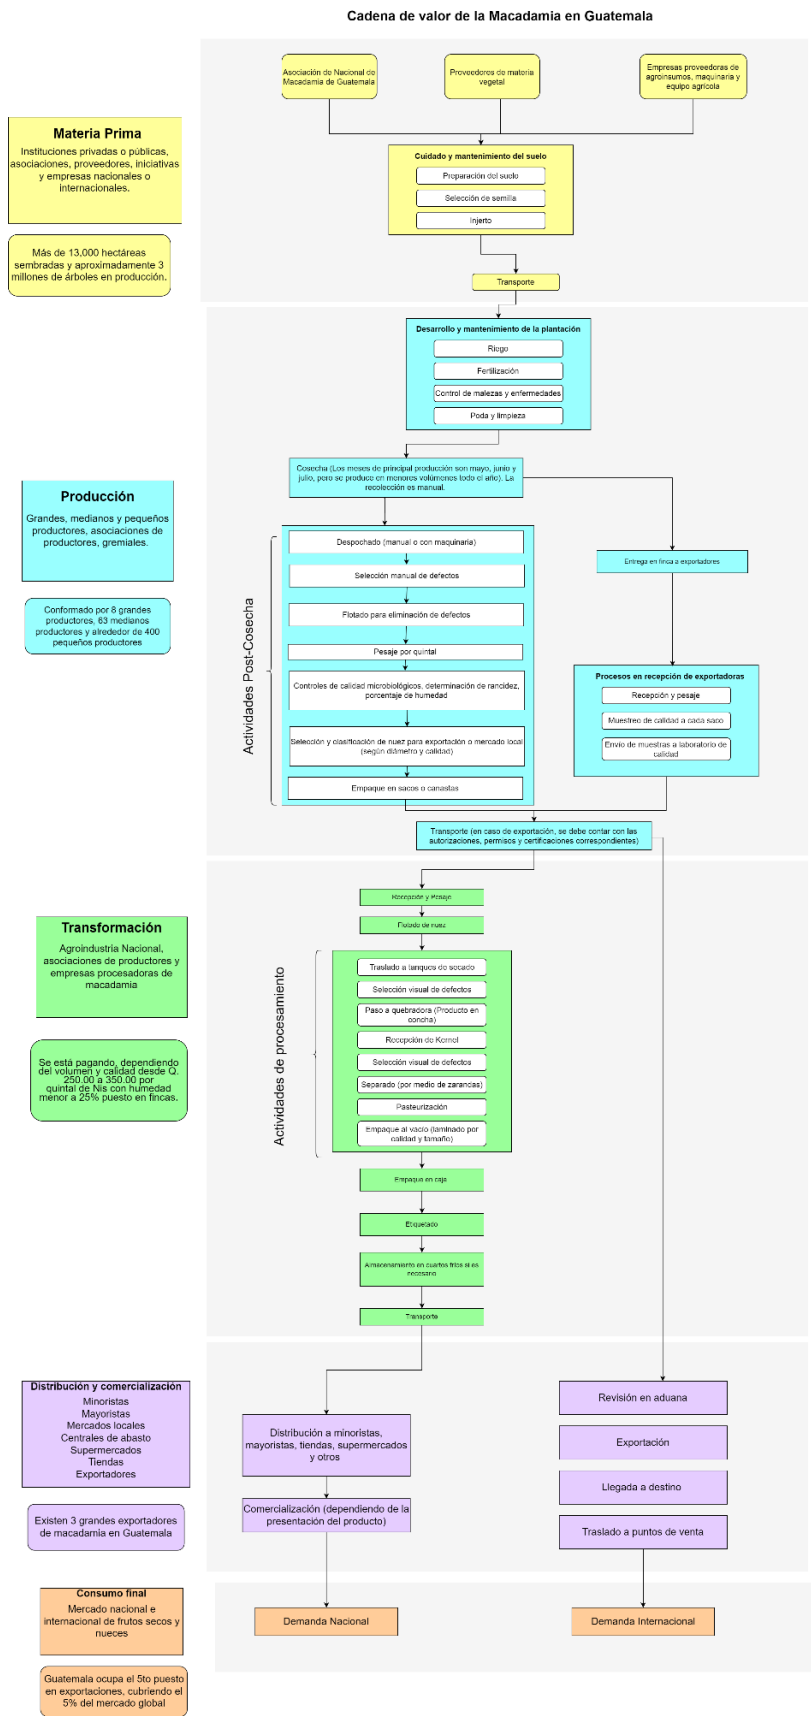 Cadena de valor de la Macadamia en Guatemala
Asociación de Nacional de
Macadamia de Guatemala
Proveedores de materia
vegetal
Empresas proveedoras de
agroinsumos, maquinaria y
equipo agrícola
Materia Prima
Instituciones privadas o públicas,
asociaciones, proveedores, iniciativas
y empresas nacionales o
internacionales.
Más de 13,000 hectáreas
sembradas y aproximadamente 3
millones de árboles en producción.
Cuidado y mantenimiento del suelo
Preparación del suelo
Selección de semilla
Injerto
Transporte
Desarrollo y mantenimiento de la plantación
Riego
Fertilización
Control de malezas y enfermedades
Poda y limpieza
Producción
Grandes, medianos y pequeños
productores, asociaciones de
productores, gremiales.
Conformado por 8 grandes
productores, 63 medianos
productores y alrededor de 400
pequeños productores
Cosecha (Los meses de principal producción son mayo, junio y
julio, pero se produce en menores volúmenes todo el año). La
recolección es manual.
Actividades Post-Cosecha
Despochado (manual o con maquinaria)
Selección manual de defectos
Flotado para eliminación de defectos
Pesaje por quintal
Controles de calidad microbiológicos, determinación de rancidez,
porcentaje de humedad
Selección y clasificación de nuez para exportación o mercado local
(según diámetro y calidad)
Empaque en sacos o canastas
Entrega en finca a exportadores
Procesos en recepción de exportadoras
Recepción y pesaje
Muestreo de calidad a cada saco
Envío de muestras a laboratorio de
calidad
Transporte (en caso de exportación, se debe contar con las
autorizaciones, permisos y certificaciones correspondientes)
Transformación
Agroindustria Nacional,
asociaciones de productores y
empresas procesadoras de
macadamia
Se está pagando, dependiendo
del volumen y calidad desde Q.
250.00 a 350.00 por
quintal de Nis con humedad
menor a 25% puesto en fincas.
Recepción y Pesaje
Flotado de nuez
Actividades de procesamiento
Traslado a tanques de secado
Selección visual de defectos
Paso a quebradora (Producto en
concha)
Recepción de Kernel
Selección visual de defectos
Separado (por medio de zarandas)
Pasteurización
Empaque al vacío (laminado por
calidad y tamaño)
Empaque en caja
Etiquetado
Almacenamiento en cuartos fríos si es
necesario
Transporte
Distribución y comercialización
Minoristas
Mayoristas
Mercados locales
Centrales de abasto
Supermercados
Tiendas
Exportadores
Existen 3 grandes exportadores
de macadamia en Guatemala
Distribución a minoristas,
mayoristas, tiendas, supermercados
y otros
Comercialización (dependiendo de la
presentación del producto)
Revisión en aduana
Exportación
Llegada a destino
Traslado a puntos de venta
Consumo final
Mercado nacional e
internacional de frutos secos y
nueces
Guatemala ocupa el 5to puesto
en exportaciones, cubriendo el
5% del mercado global
Demanda Nacional
Demanda Internacional